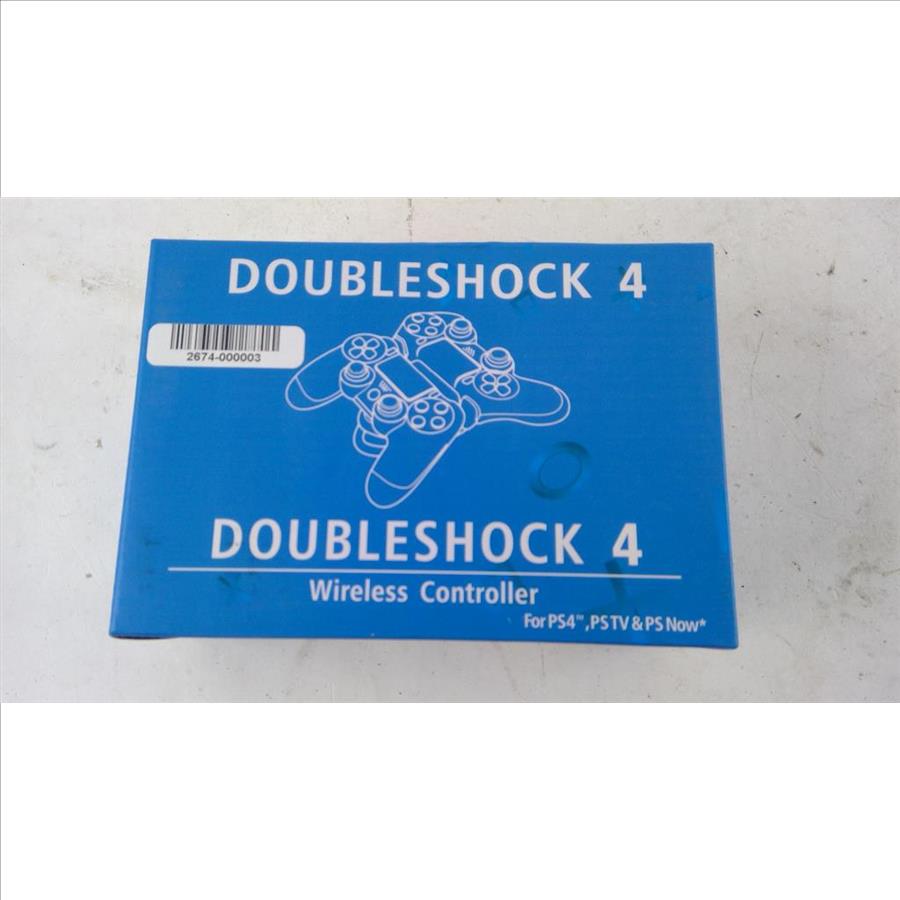 DOUBLESHOCK 4
2674-000003
DOUBLESHOCK 4
Wireless Controller
For PS4™, PS TV & PS Now*